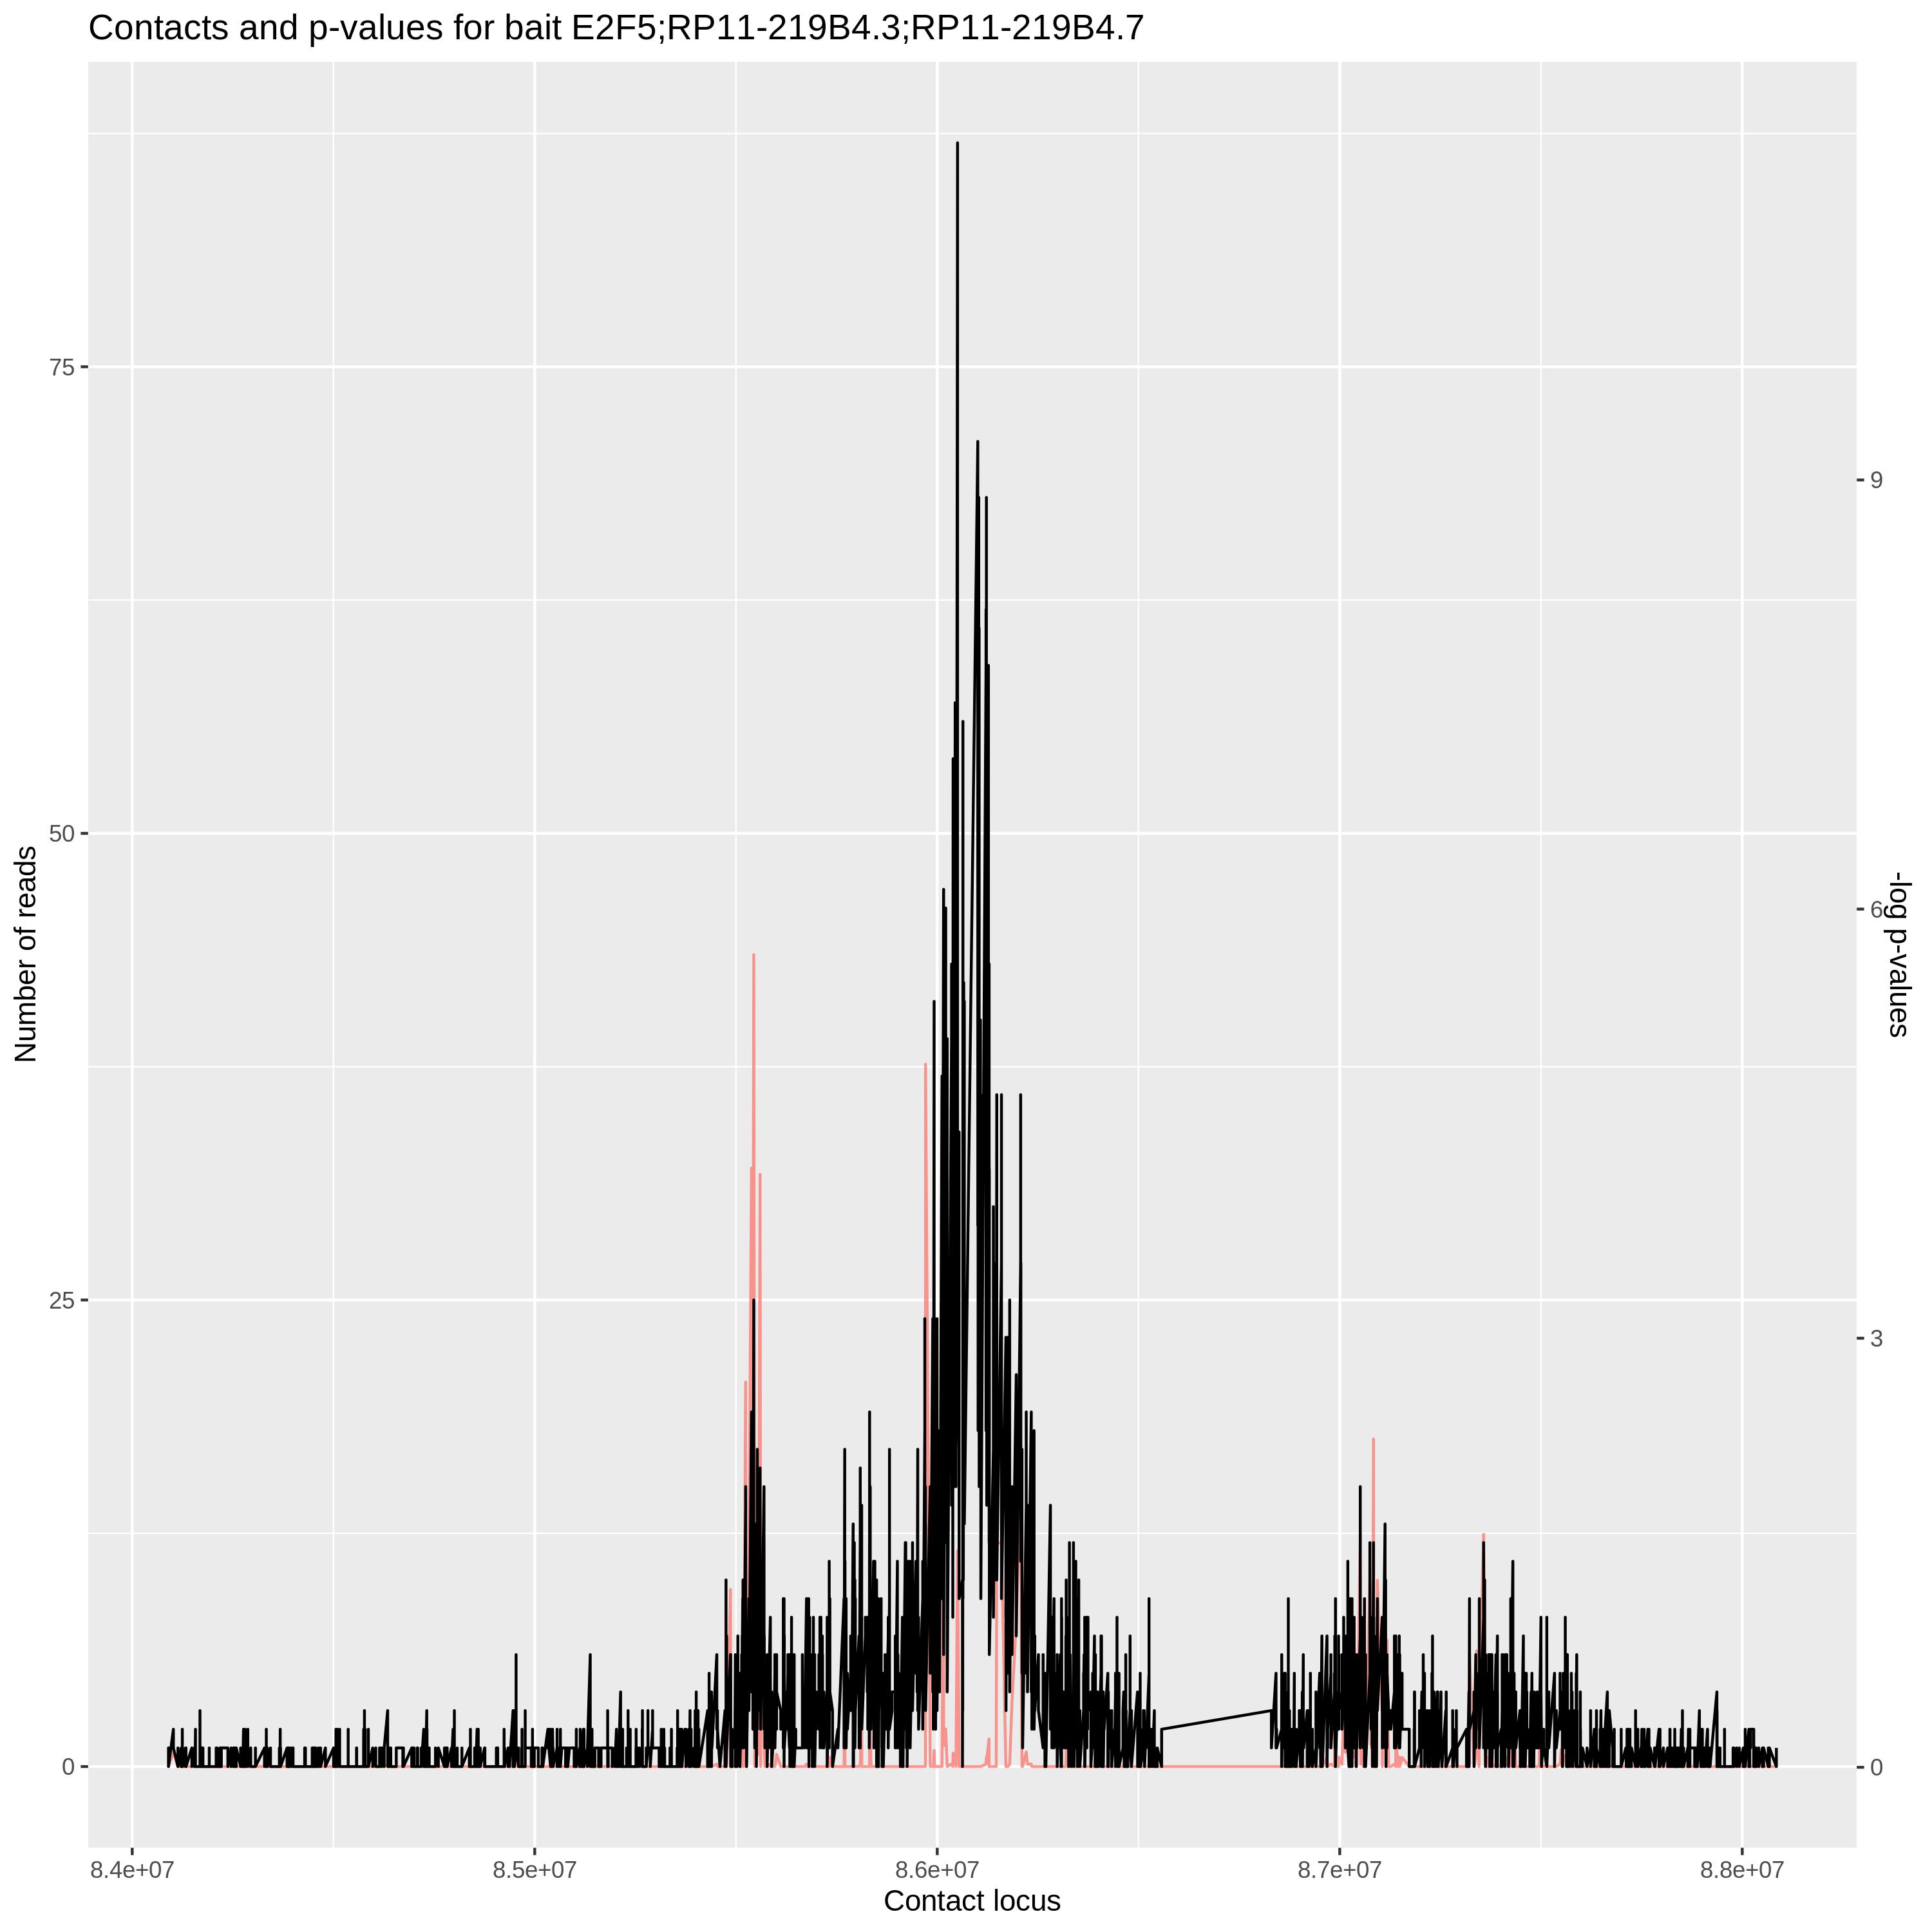 Contacts and p-values for bait E2F5;RP11-219B4.3;RP11-219B4.7
75
50
25
0
Number of reads
9
6
3
0
-log p-values
8.4e+07
8.5e+07
8.6e+07
8.7e+07
8.8e+07
Contact locus